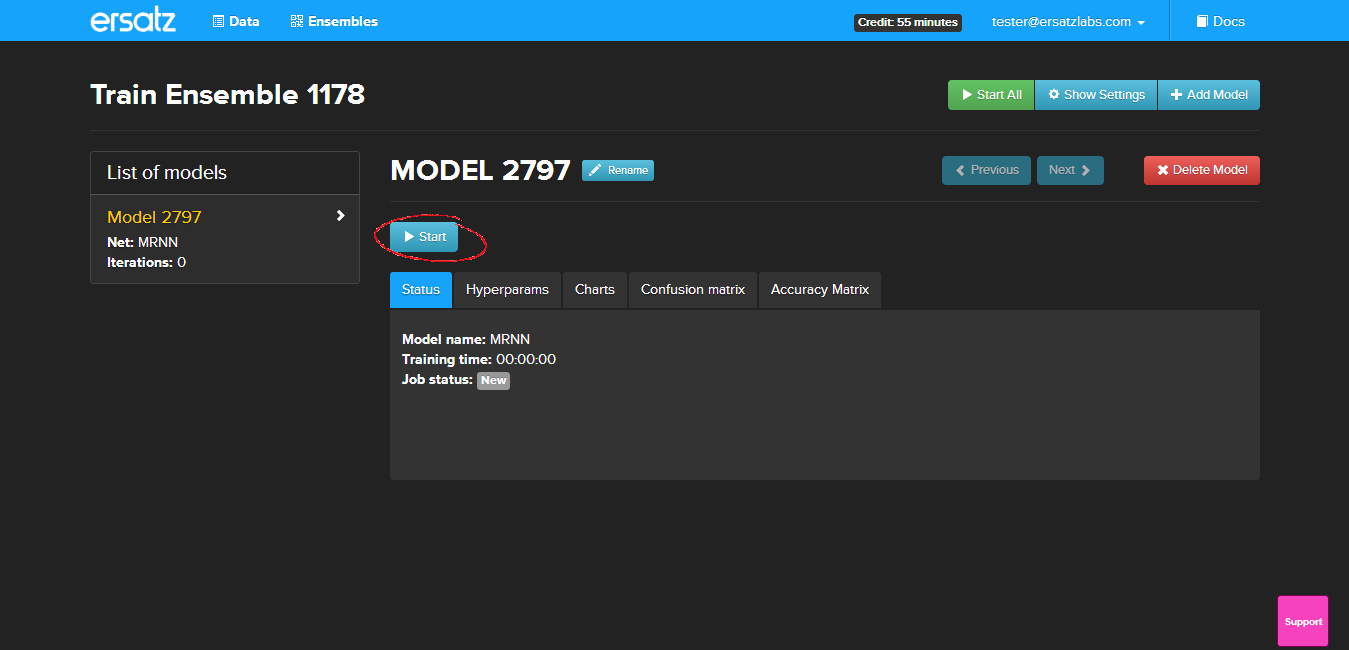 ersatz Data Ensembles Credit: 55 minutes tester@ersatzlabs.com Docs
Train Ensemble 1178 Start All Show Settings Add Model
List of models
Model 2797
Net: MRNN
Iterations: 0
MODEL 2797 Rename Previous Next Delete Model
Start
Status Hyperparams Charts Confusion matrix Accuracy Matrix
Model name: MRNN
Training time: 00:00:00
Job status: New
Support